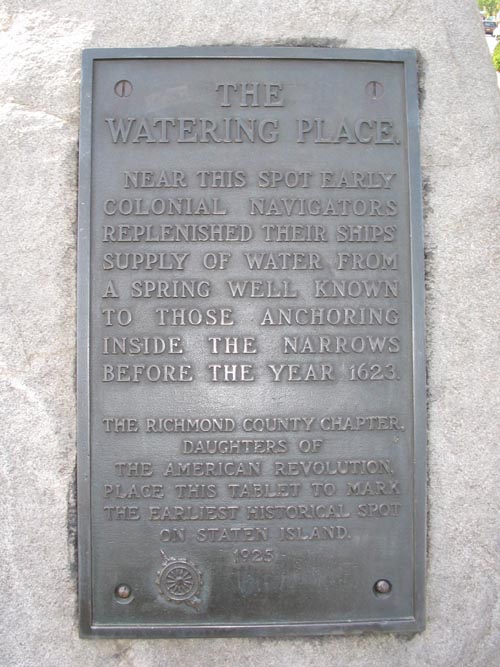 THE
WATERING PLACE.
NEAR THIS SPOT EARLY
COLONIAL NAVIGATORS
REPLENISHED THEIR SHIPS'
SUPPLY OF WATER FROM
A SPRING WELL KNOWN
TO THOSE ANCHORING
INSIDE THE NARROWS
BEFORE THE YEAR 1623.
THE RICHMOND COUNTY CHAPTER,
DAUGHTERS OF
THE AMERICAN REVOLUTION,
PLACE THIS TABLET TO MARK
THE EARLIEST HISTORICAL SPOT
ON STATEN ISLAND.
1925